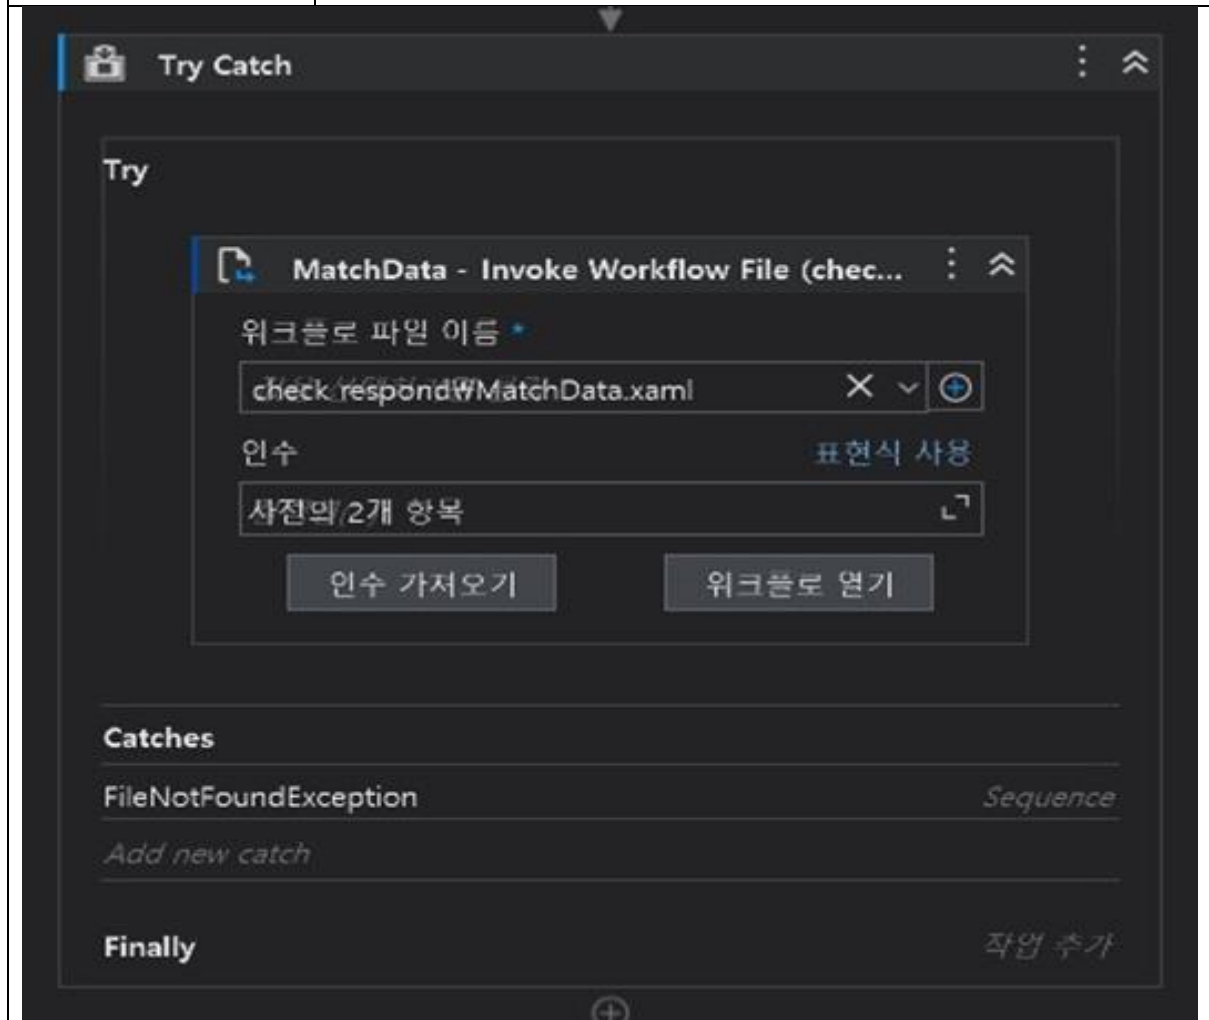 Try Catch
Try
MatchData - Invoke Workflow File (chec...
위크플로 파일 이름 *
check respond₩MatchData.xaml
인수
표현식 사용
사전의 2개 항목
인수 가져오기
위크플로 열기
Catches
FileNotFoundException
Sequence
Add new catch
Finally
작업 추가